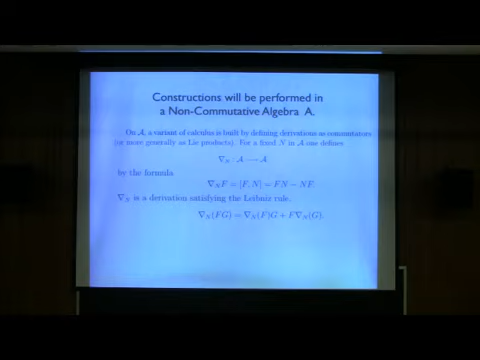 Constructions will be performed in
a Non-Commutative Algebra A.
On 𝒜, a variant of calculus is built by defining derivations as commutators
(or more generally as Lie products). For a fixed N in 𝒜 one defines
∇_N : 𝒜 ⟶ 𝒜
by the formula
∇_N F = [F, N] = FN − NF.
∇_N is a derivation satisfying the Leibniz rule.
∇_N(FG) = ∇_N(F)G + F∇_N(G).